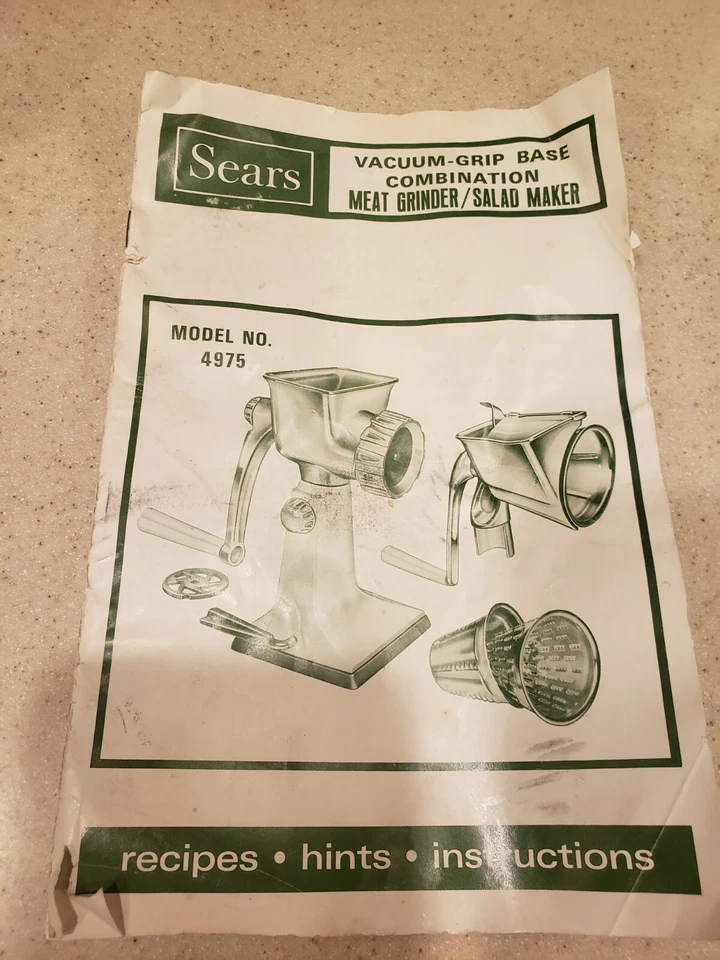 Sears
VACUUM-GRIP BASE
COMBINATION
MEAT GRINDER/SALAD MAKER
MODEL NO.
4975
recipes • hints • instructions